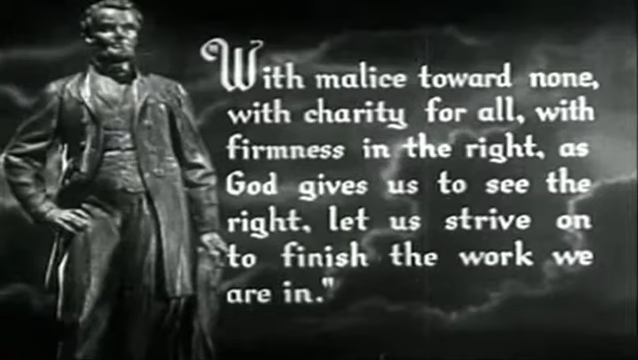 "With malice toward none,
with charity for all, with
firmness in the right, as
God gives us to see the
right, let us strive on
to finish the work we
are in."